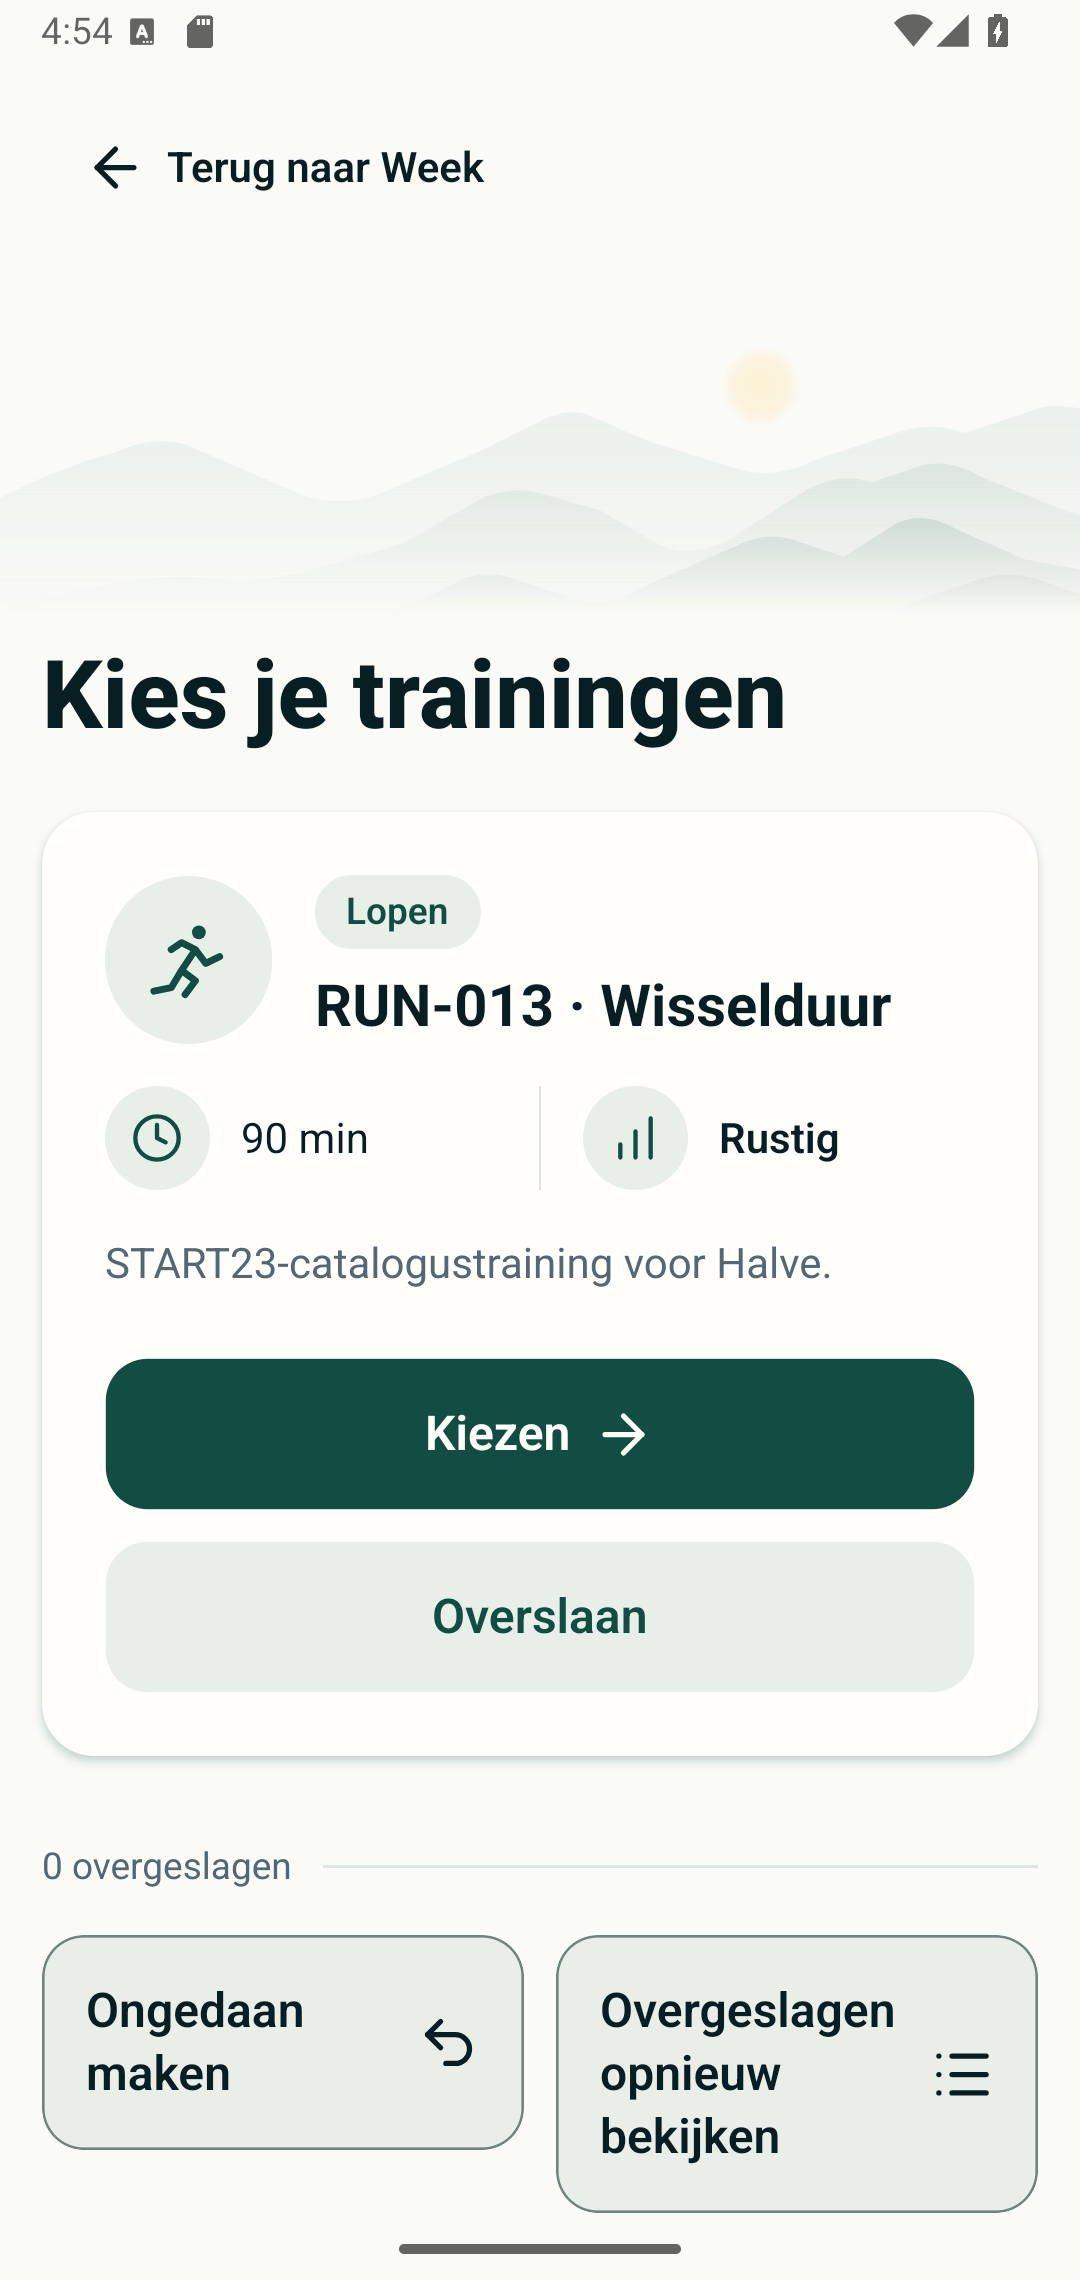 4:54
Terug naar Week
Kies je trainingen
Lopen
RUN-013 · Wisselduur
90 min
Rustig
START23-catalogustraining voor Halve.
Kiezen
Overslaan
0 overgeslagen
Ongedaan
maken
Overgeslagen
opnieuw
bekijken